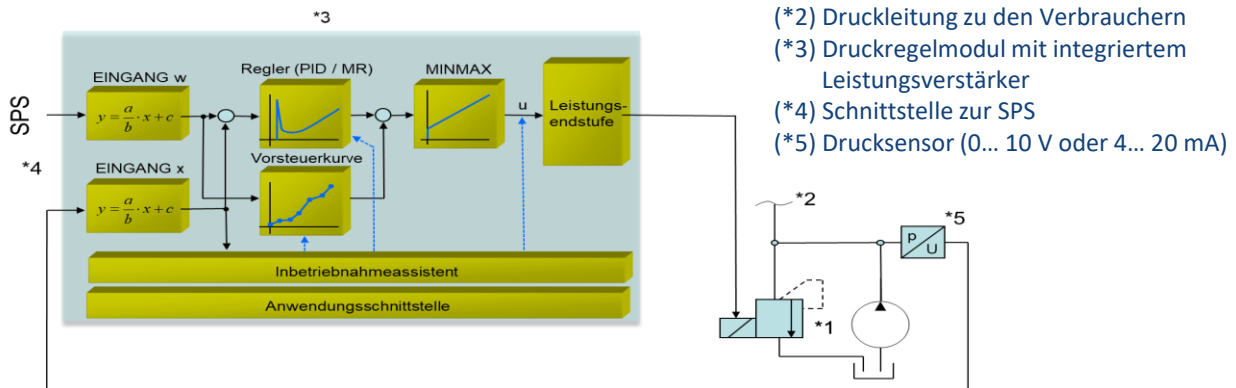 *3
(*2) Druckleitung zu den Verbrauchern
(*3) Druckregelmodul mit integriertem
Leistungsverstärker
(*4) Schnittstelle zur SPS
(*5) Drucksensor (0... 10 V oder 4... 20 mA)
SPS
*4
EINGANG w
y = a/b · x + c
Regler (PID / MR)
MINMAX
u
Leistungs-
endstufe
EINGANG x
y = a/b · x + c
Vorsteuerkurve
Inbetriebnahmeassistent
Anwendungsschnittstelle
*2
*5
p
U
*1